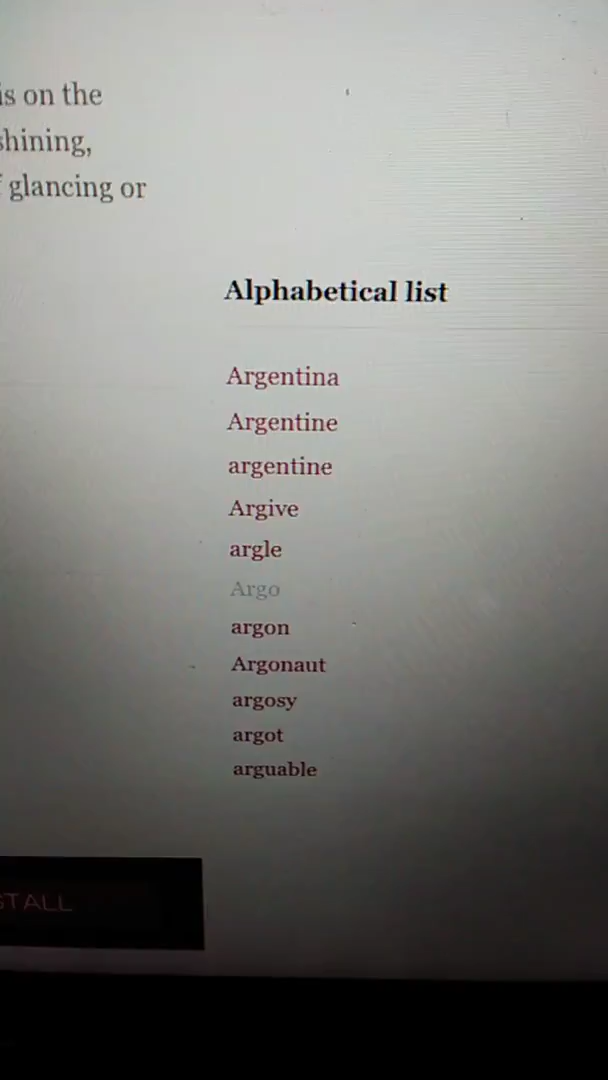 is on the
shining,
glancing or
Alphabetical list
Argentina
Argentine
argentine
Argive
argle
Argo
argon
Argonaut
argosy
argot
arguable
STALL